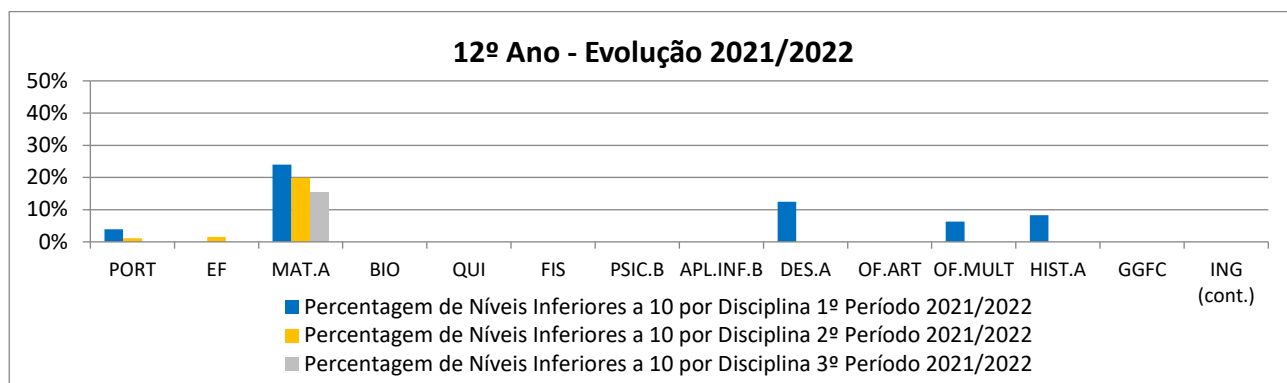 12º Ano - Evolução 2021/2022
50%
40%
30%
20%
10%
0%
PORT EF MAT.A BIO QUI FIS PSIC.B APL.INF.B DES.A OF.ART OF.MULT HIST.A GGFC ING
(cont.)
Percentagem de Níveis Inferiores a 10 por Disciplina 1º Período 2021/2022
Percentagem de Níveis Inferiores a 10 por Disciplina 2º Período 2021/2022
Percentagem de Níveis Inferiores a 10 por Disciplina 3º Período 2021/2022